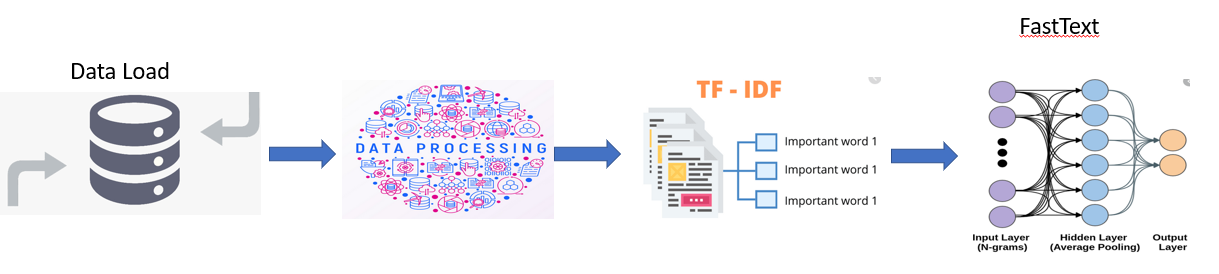 Data Load
DATA PROCESSING
TF - IDF
Important word 1
Important word 1
Important word 1
FastText
Input Layer
(N-grams)
Hidden Layer
(Average Pooling)
Output
Layer